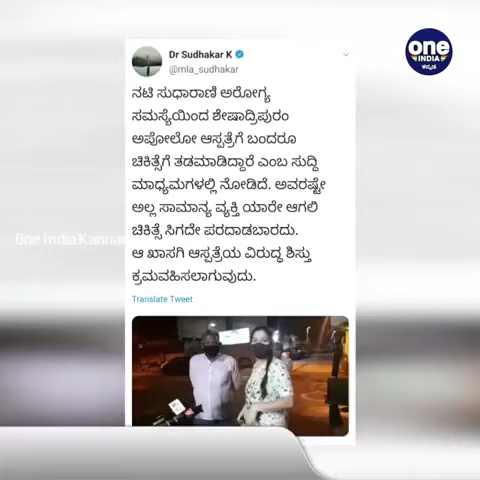 Dr Sudhakar K
@mla_sudhakar
one
INDIA
ಕನ್ನಡ
ನಟಿ ಸುಧಾರಾಣಿ ಅರೋಗ್ಯ
ಸಮಸ್ಯೆಯಿಂದ ಶೇಷಾದ್ರಿಪುರಂ
ಅಪೋಲೋ ಆಸ್ಪತ್ರೆಗೆ ಬಂದರೂ
ಚಿಕಿತ್ಸೆಗೆ ತಡಮಾಡಿದ್ದಾರೆ ಎಂಬ ಸುದ್ದಿ
ಮಾಧ್ಯಮಗಳಲ್ಲಿ ನೋಡಿದೆ. ಅವರಷ್ಟೇ
ಅಲ್ಲ ಸಾಮಾನ್ಯ ವ್ಯಕ್ತಿ ಯಾರೇ ಆಗಲಿ
ಚಿಕಿತ್ಸೆ ಸಿಗದೇ ಪರದಾಡಬಾರದು.
ಆ ಖಾಸಗಿ ಆಸ್ಪತ್ರೆಯ ವಿರುದ್ಧ ಶಿಸ್ತು
ಕ್ರಮವಹಿಸಲಾಗುವುದು.
One India Kanna
Translate Tweet